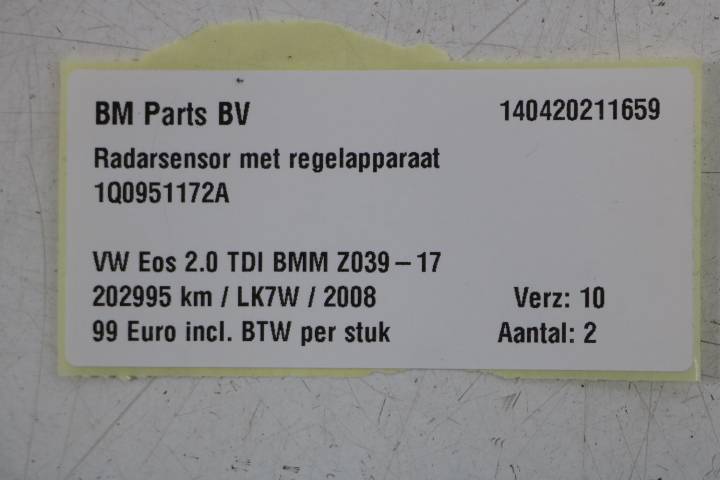 BM Parts BV 140420211659
Radarsensor met regelapparaat
1Q0951172A
VW Eos 2.0 TDI BMM Z039-17
202995 km / LK7W / 2008 Verz: 10
99 Euro incl. BTW per stuk Aantal: 2